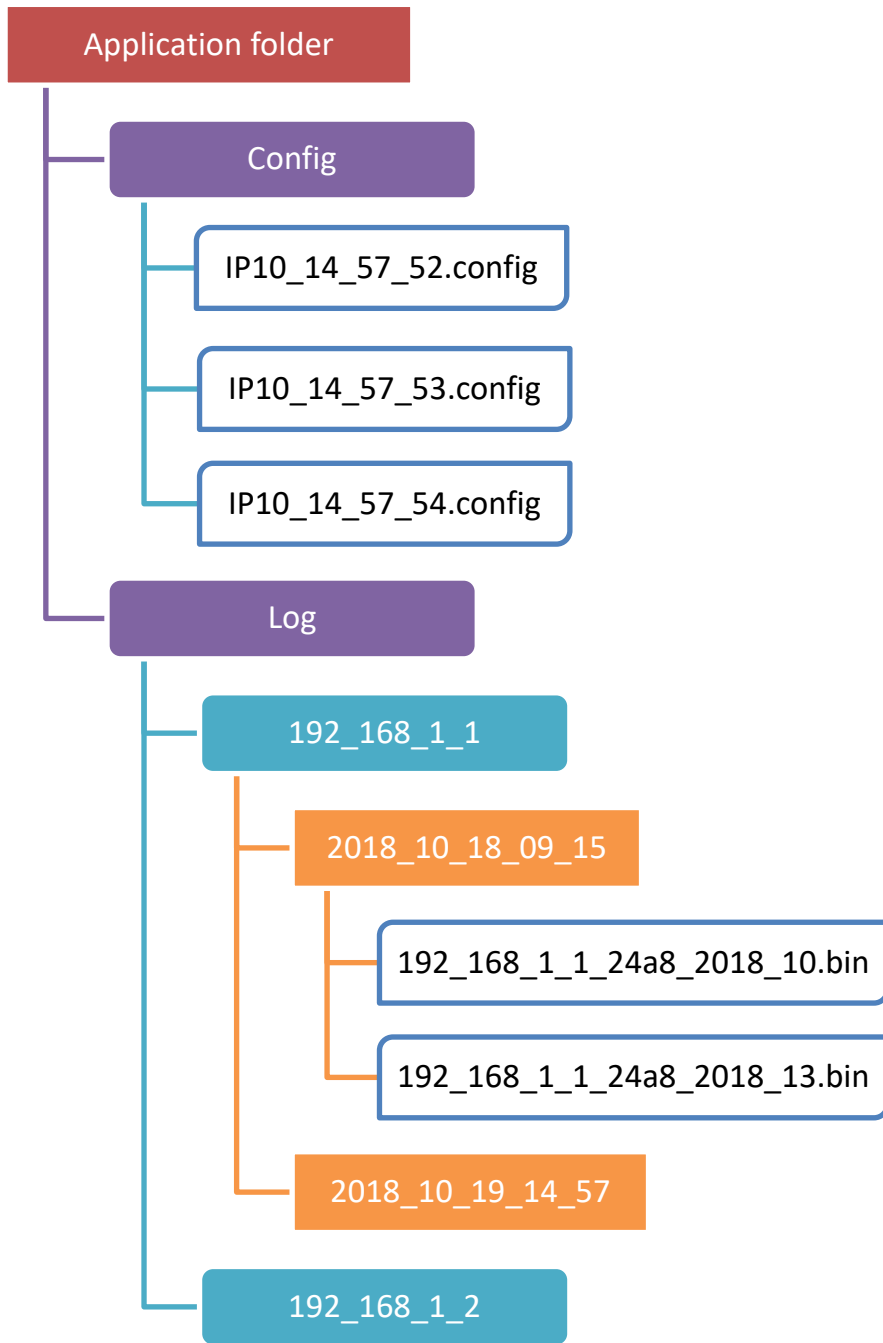 Application folder
Config
IP10_14_57_52.config
IP10_14_57_53.config
IP10_14_57_54.config
Log
192_168_1_1
2018_10_18_09_15
192_168_1_1_24a8_2018_10.bin
192_168_1_1_24a8_2018_13.bin
2018_10_19_14_57
192_168_1_2